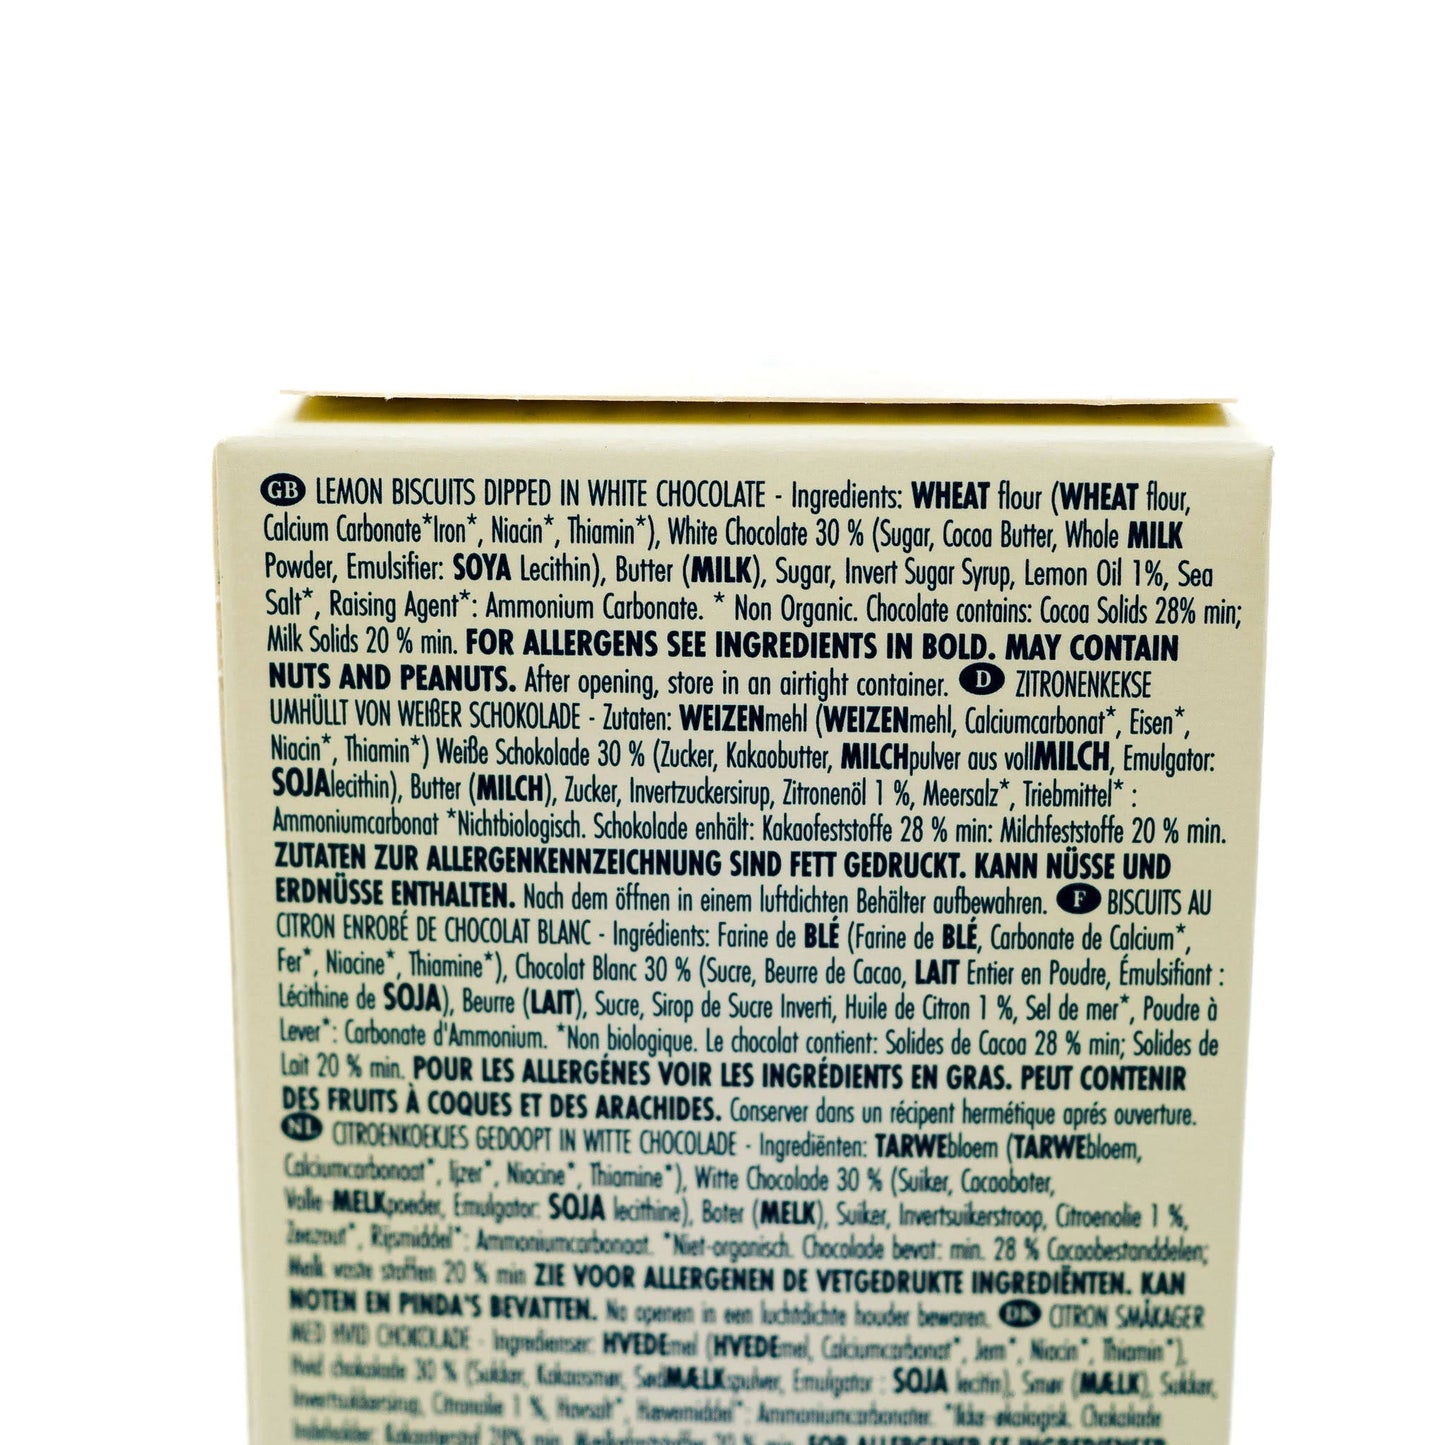 GB LEMON BISCUITS DIPPED IN WHITE CHOCOLATE - Ingredients: WHEAT flour (WHEAT flour,
Calcium Carbonate*Iron*, Niacin*, Thiamin*), White Chocolate 30 % (Sugar, Cocoa Butter, Whole MILK
Powder, Emulsifier: SOYA Lecithin), Butter (MILK), Sugar, Invert Sugar Syrup, Lemon Oil 1%, Sea
Salt*, Raising Agent*: Ammonium Carbonate. * Non Organic. Chocolate contains: Cocoa Solids 28% min;
Milk Solids 20 % min. FOR ALLERGENS SEE INGREDIENTS IN BOLD. MAY CONTAIN
NUTS AND PEANUTS. After opening, store in an airtight container. D ZITRONENKEKSE
UMHÜLLT VON WEIßER SCHOKOLADE - Zutaten: WEIZENmehl (WEIZENmehl, Calciumcarbonat*, Eisen*,
Niacin*, Thiamin*) Weiße Schokolade 30 % (Zucker, Kakaobutter, MILCHpulver aus vollMILCH, Emulgator:
SOJAlecithin), Butter (MILCH), Zucker, Invertzuckersirup, Zitronenöl 1 %, Meersalz*, Triebmittel* :
Ammoniumcarbonat *Nichtbiologisch. Schokolade enhält: Kakaofeststoffe 28 % min: Milchfeststoffe 20 % min.
ZUTATEN ZUR ALLERGENKENNZEICHNUNG SIND FETT GEDRUCKT. KANN NÜSSE UND
ERDNÜSSE ENTHALTEN. Nach dem öffnen in einem luftdichten Behälter aufbewahren. F BISCUITS AU
CITRON ENROBÉ DE CHOCOLAT BLANC - Ingrédients: Farine de BLÉ (Farine de BLÉ, Carbonate de Calcium*,
Fer*, Niacine*, Thiamine*), Chocolat Blanc 30 % (Sucre, Beurre de Cacao, LAIT Entier en Poudre, Émulsifiant :
Lécithine de SOJA), Beurre (LAIT), Sucre, Sirop de Sucre Inverti, Huile de Citron 1 %, Sel de mer*, Poudre à
Lever*: Carbonate d'Ammonium. *Non biologique. Le chocolat contient: Solides de Cacao 28 % min; Solides de
Lait 20 % min. POUR LES ALLERGÉNES VOIR LES INGRÉDIENTS EN GRAS. PEUT CONTENIR
DES FRUITS À COQUES ET DES ARACHIDES. Conserver dans un récipent hermétique aprés ouverture.
NL CITROENKOEKJES GEDOOPT IN WITTE CHOCOLADE - Ingrediënten: TARWEbloem (TARWEbloem,
Calciumcarbonaat*, Ijzer*, Niocine*, Thiamine*), Witte Chocolade 30 % (Suiker, Cacaoboter,
Volle MELKpoeder, Emulgator: SOJA lecithine), Boter (MELK), Suiker, Invertsuikerstroop, Citroenolie 1 %,
Zeezout*, Rijsmiddel*: Ammoniumcarbonaat. *Niet-organisch. Chocolade bevat: min. 28 % Cacaobestanddelen;
Melk vaste stoffen 20 % min ZIE VOOR ALLERGENEN DE VETGEDRUKTE INGREDIËNTEN. KAN
NOTEN EN PINDA'S BEVATTEN. Na openen in een luchtdichte houder bewaren. DK CITRON SMÅKAGER
MED HVID CHOKOLADE - Ingredienser: HVEDEmel (HVEDEmel, Calciumcarbonat*, Jern*, Niacin*, Thiamin*),
Hvid chokolade 30 % (Sukker, Kakaosmør, SødMÆLKspulver, Emulgator : SOJA lecitin), Smør (MÆLK), Sukker,
Invertsukkersirup, Citronolie 1 %, Havsalt*, Hævemiddel*: Ammoniumcarbonater. *Ikke-økologisk. Chokolade